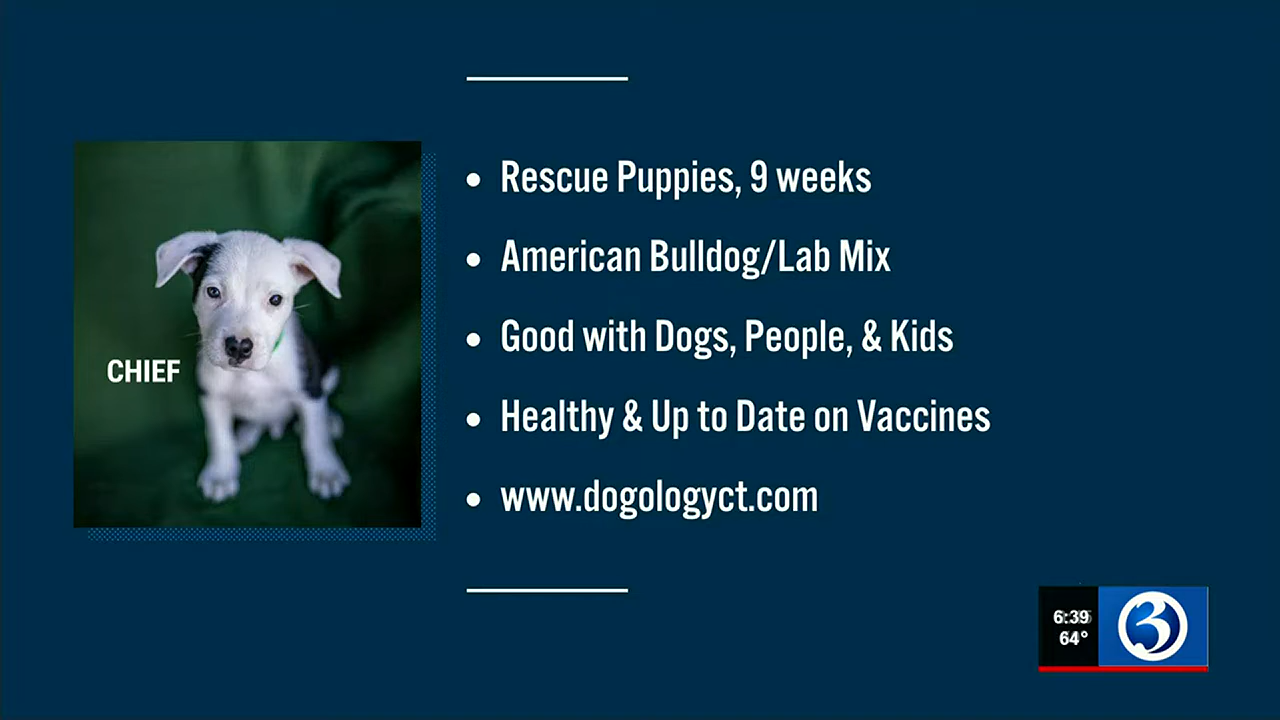 CHIEF
• Rescue Puppies, 9 weeks
• American Bulldog/Lab Mix
• Good with Dogs, People, & Kids
• Healthy & Up to Date on Vaccines
• www.dogologyct.com
6:39
64°
3